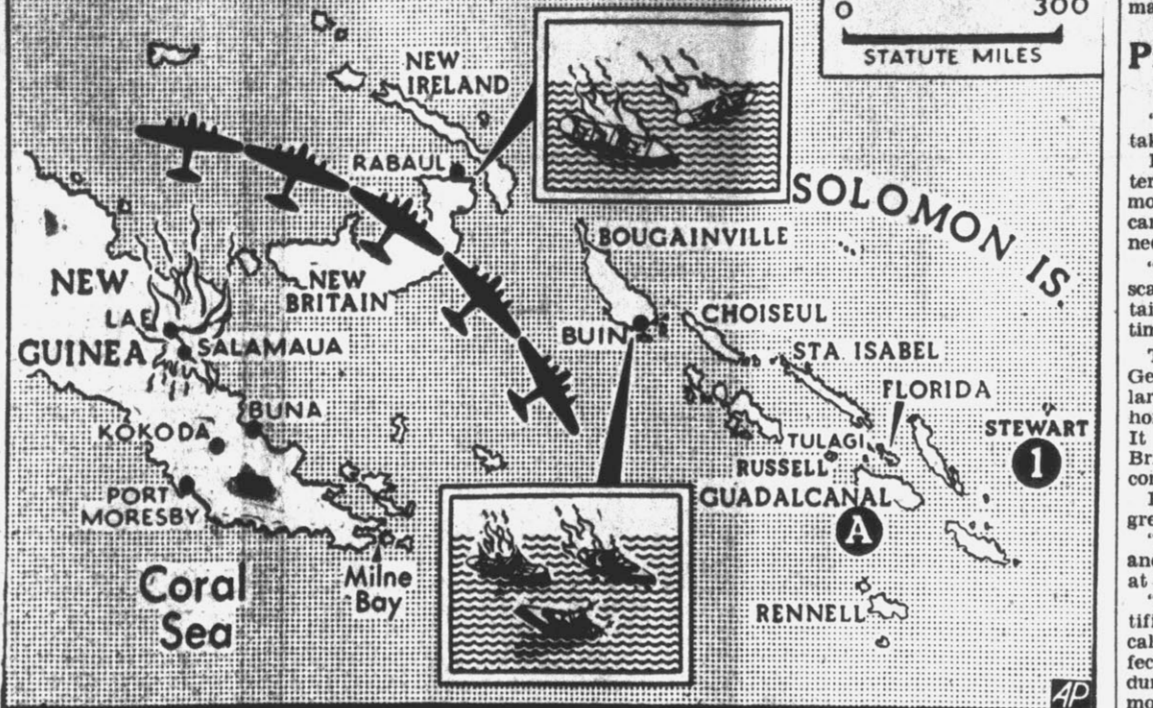 0 300
STATUTE MILES
NEW
IRELAND
RABAUL
SOLOMON IS.
BOUGAINVILLE
NEW
BRITAIN
NEW
GUINEA
LAE
SALAMAUA
CHOISEUL
BUIN
STA. ISABEL
FLORIDA
BUNA
KOKODA
STEWART
1
TULAGI
RUSSELL
GUADALCANAL
A
PORT
MORESBY
Coral
Sea
Milne
Bay
RENNELL
AP